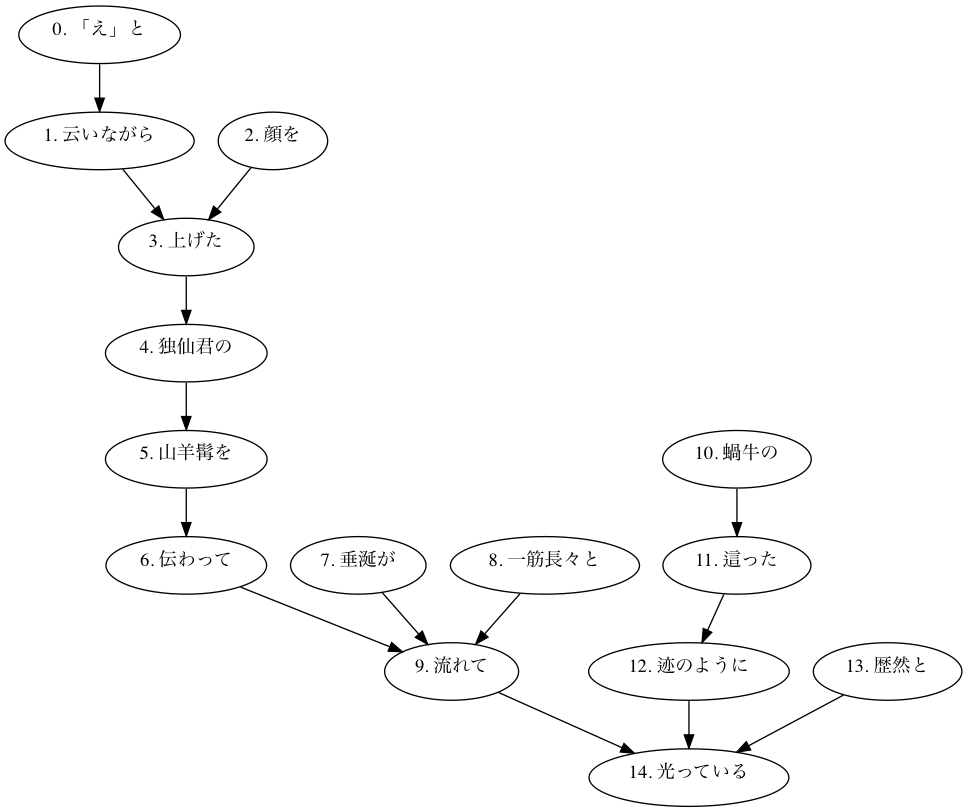 0. 「え」と
1. 云いながら
2. 顔を
3. 上げた
4. 独仙君の
5. 山羊髯を
10. 蝸牛の
6. 伝わって
7. 垂涎が
8. 一筋長々と
11. 這った
9. 流れて
12. 迹のように
13. 歴然と
14. 光っている